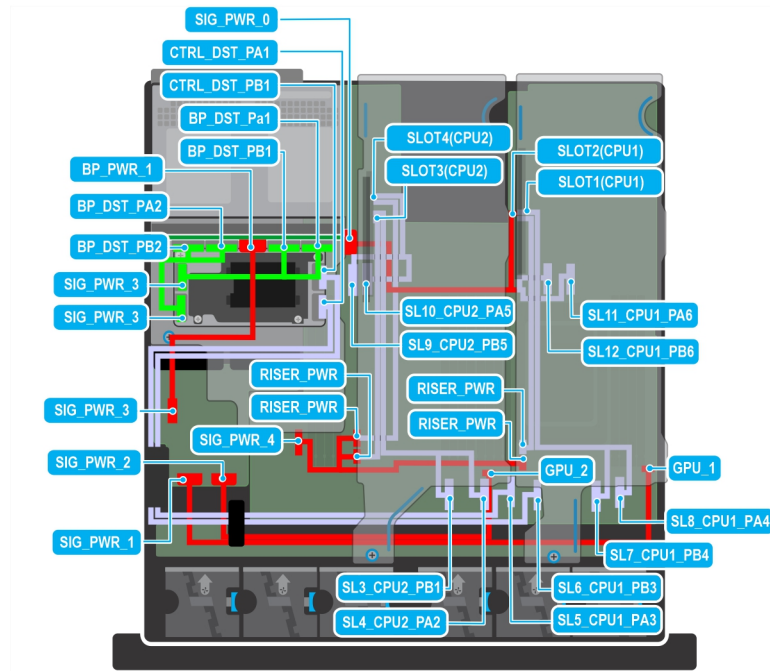 SIG_PWR_0
CTRL_DST_PA1
CTRL_DST_PB1
BP_DST_Pa1
SLOT4(CPU2)
SLOT2(CPU1)
BP_DST_PB1
SLOT3(CPU2)
SLOT1(CPU1)
BP_PWR_1
BP_DST_PA2
BP_DST_PB2
SIG_PWR_3
SIG_PWR_3
SL10_CPU2_PA5
SL11_CPU1_PA6
SL9_CPU2_PB5
SL12_CPU1_PB6
RISER_PWR
RISER_PWR
RISER_PWR
RISER_PWR
SIG_PWR_3
SIG_PWR_4
SIG_PWR_2
GPU_2
GPU_1
SIG_PWR_1
SL8_CPU1_PA4
SL7_CPU1_PB4
SL3_CPU2_PB1
SL6_CPU1_PB3
SL4_CPU2_PA2
SL5_CPU1_PA3